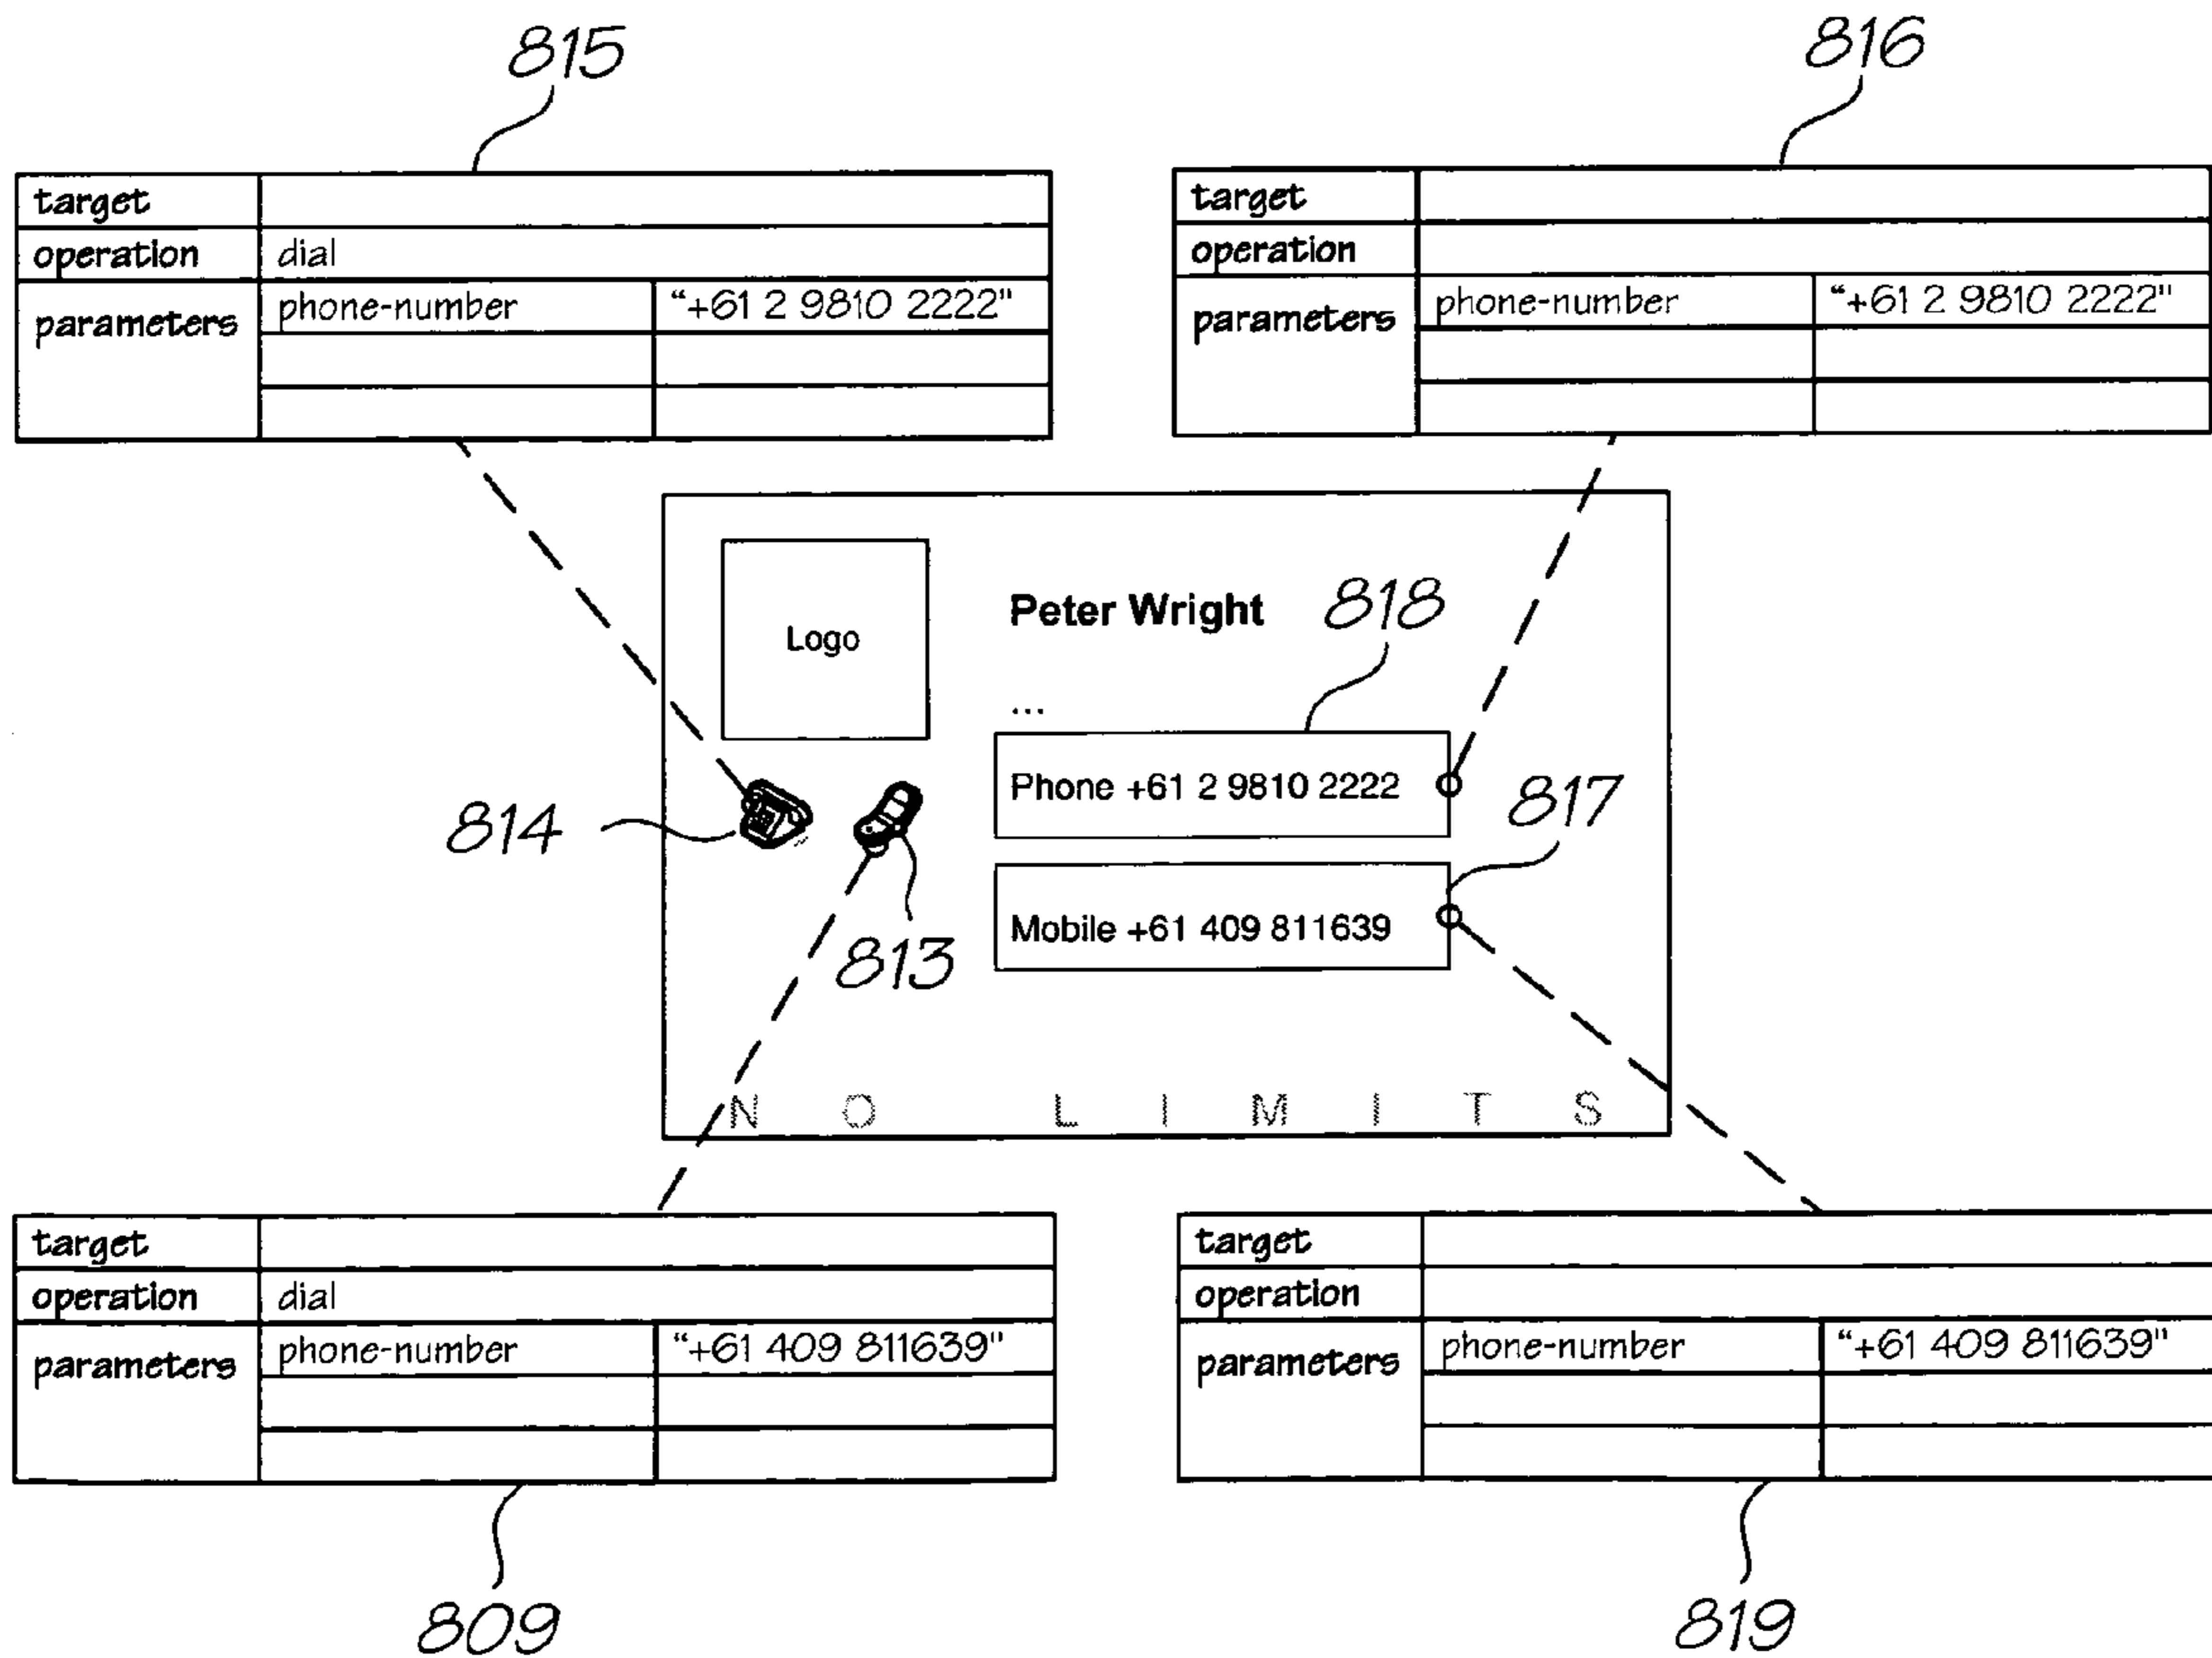 815
816
target
operation dial
parameters phone-number "+61 2 9810 2222"
target
operation
parameters phone-number "+61 2 9810 2222"
Logo
Peter Wright
818
...
Phone +61 2 9810 2222
817
814
813
Mobile +61 409 811639
N O L I M I T S
target
operation dial
parameters phone-number "+61 409 811639"
target
operation
parameters phone-number "+61 409 811639"
809
819